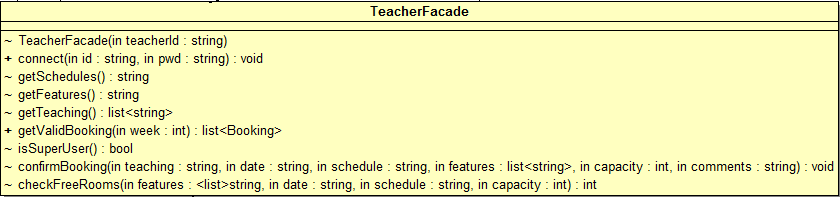 TeacherFacade
~ TeacherFacade(in teacherId : string)
+ connect(in id : string, in pwd : string) : void
~ getSchedules() : string
~ getFeatures() : string
~ getTeaching() : list<string>
+ getValidBooking(in week : int) : list<Booking>
~ isSuperUser() : bool
~ confirmBooking(in teaching : string, in date : string, in schedule : string, in features : list<string>, in capacity : int, in comments : string) : void
~ checkFreeRooms(in features : <list>string, in date : string, in schedule : string, in capacity : int) : int